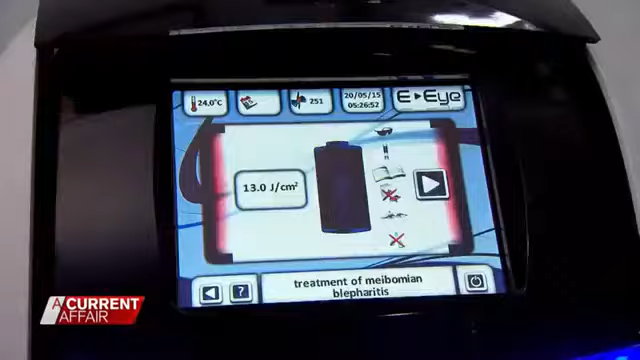 24,0°C
251
20/05/15
05:26:52
E Eye
13.0 J/cm²
treatment of meibomian
blepharitis
?
A CURRENT
AFFAIR